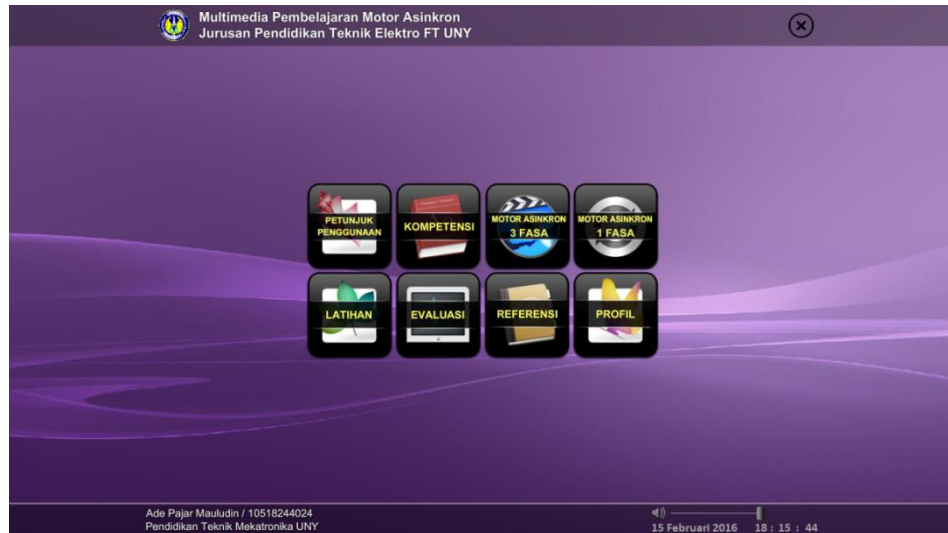 Multimedia Pembelajaran Motor Asinkron
Jurusan Pendidikan Teknik Elektro FT UNY
PETUNJUK
PENGGUNAAN
KOMPETENSI
MOTOR ASINKRON
3 FASA
MOTOR ASINKRON
1 FASA
LATIHAN
EVALUASI
REFERENSI
PROFIL
Ade Pajar Mauludin / 10518244024
Pendidikan Teknik Mekatronika UNY
15 Februari 2016 18 : 15 : 44